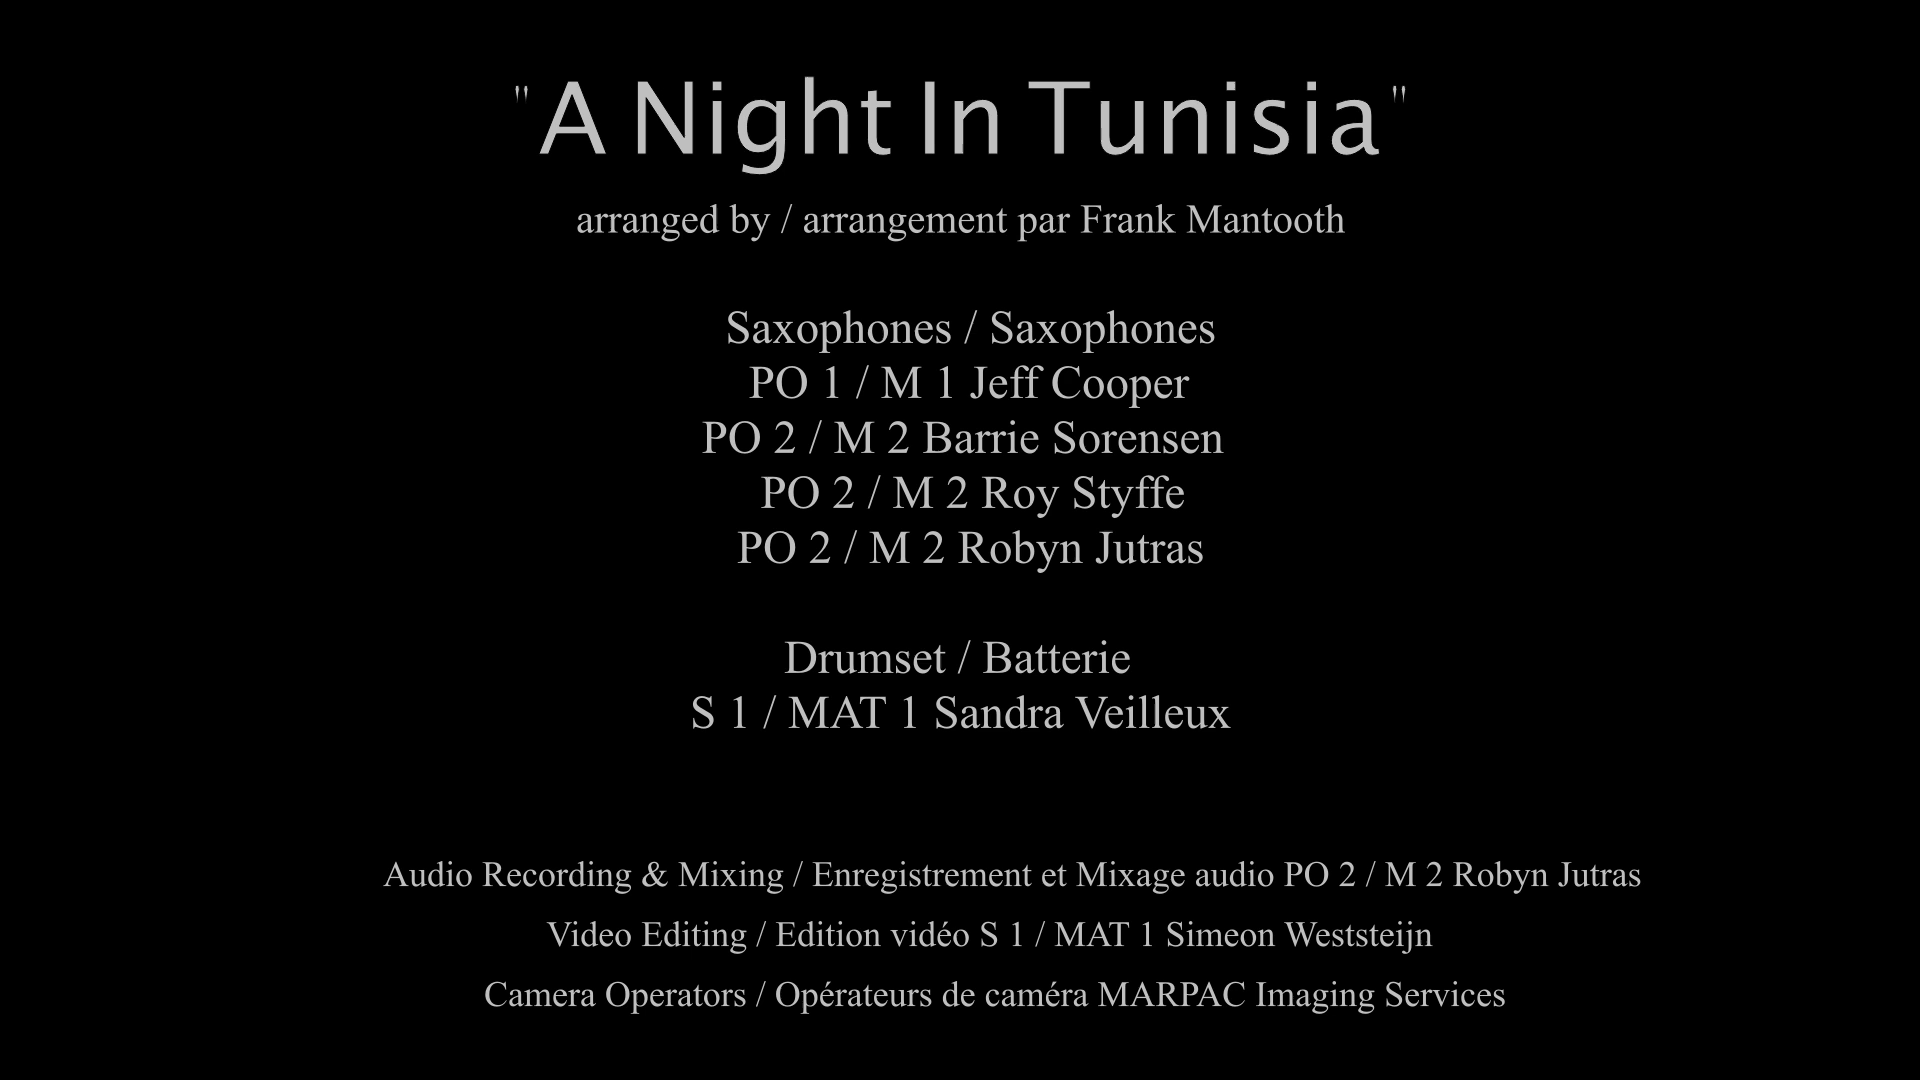 "A Night In Tunisia"
arranged by / arrangement par Frank Mantooth
Saxophones / Saxophones
PO 1 / M 1 Jeff Cooper
PO 2 / M 2 Barrie Sorensen
PO 2 / M 2 Roy Styffe
PO 2 / M 2 Robyn Jutras
Drumset / Batterie
S 1 / MAT 1 Sandra Veilleux
Audio Recording & Mixing / Enregistrement et Mixage audio PO 2 / M 2 Robyn Jutras
Video Editing / Edition vidéo S 1 / MAT 1 Simeon Weststeijn
Camera Operators / Opérateurs de caméra MARPAC Imaging Services